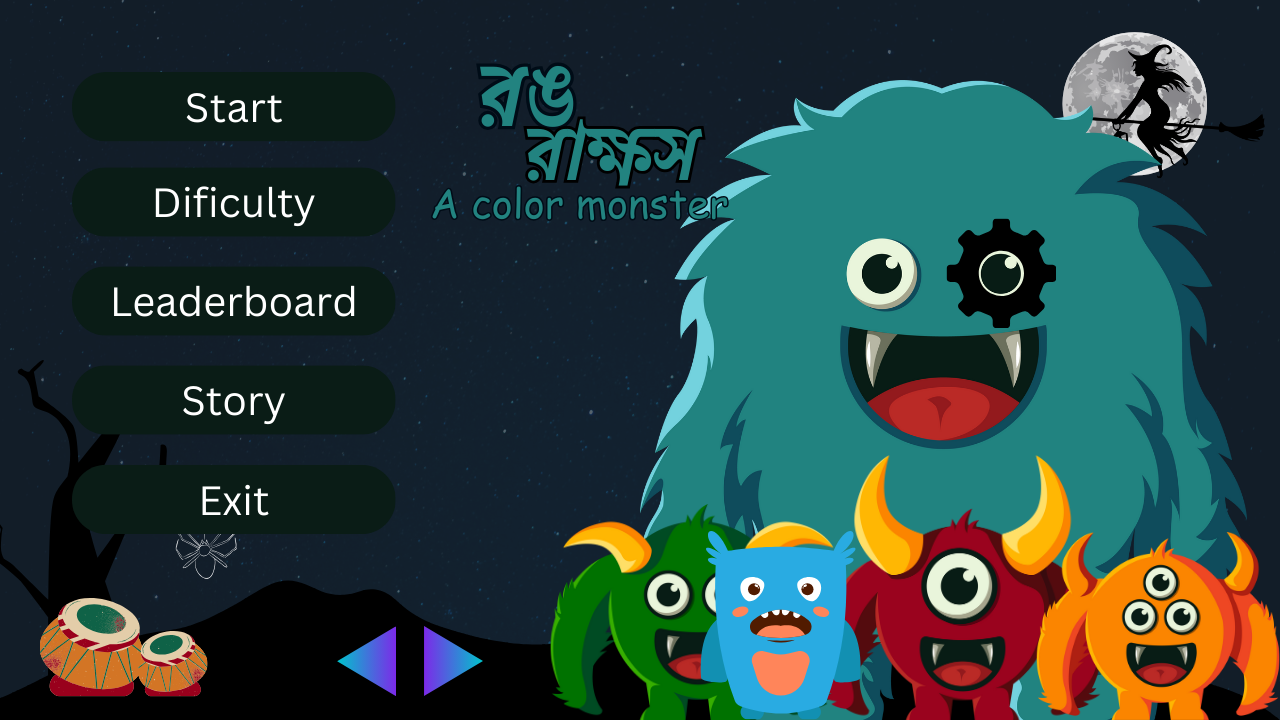 Start
Dificulty
Leaderboard
Story
Exit
রঙ
রাক্ষস
A color monster